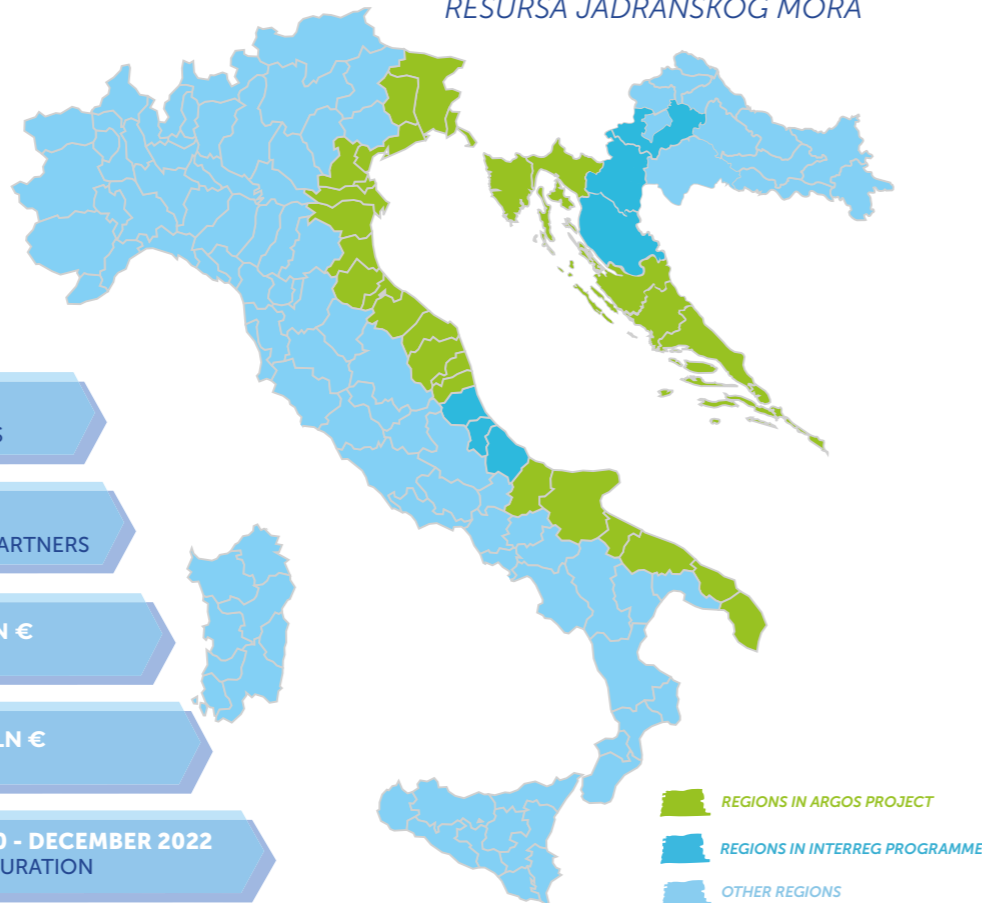 RESURSA JADRANSKOG MORA
S
ARTNERS
N €
LN €
0 - DECEMBER 2022
URATION
REGIONS IN ARGOS PROJECT
REGIONS IN INTERREG PROGRAMME
OTHER REGIONS